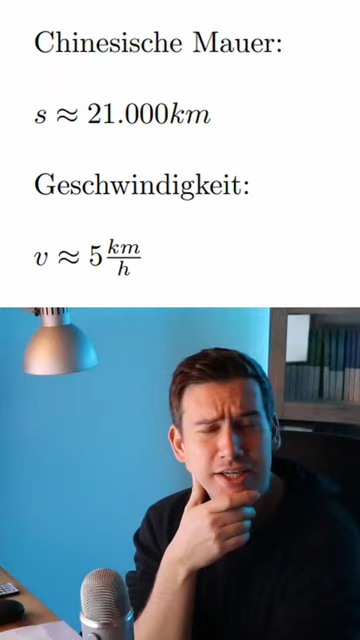 Chinesische Mauer:
s ≈ 21.000km
Geschwindigkeit:
v ≈ 5 km/h